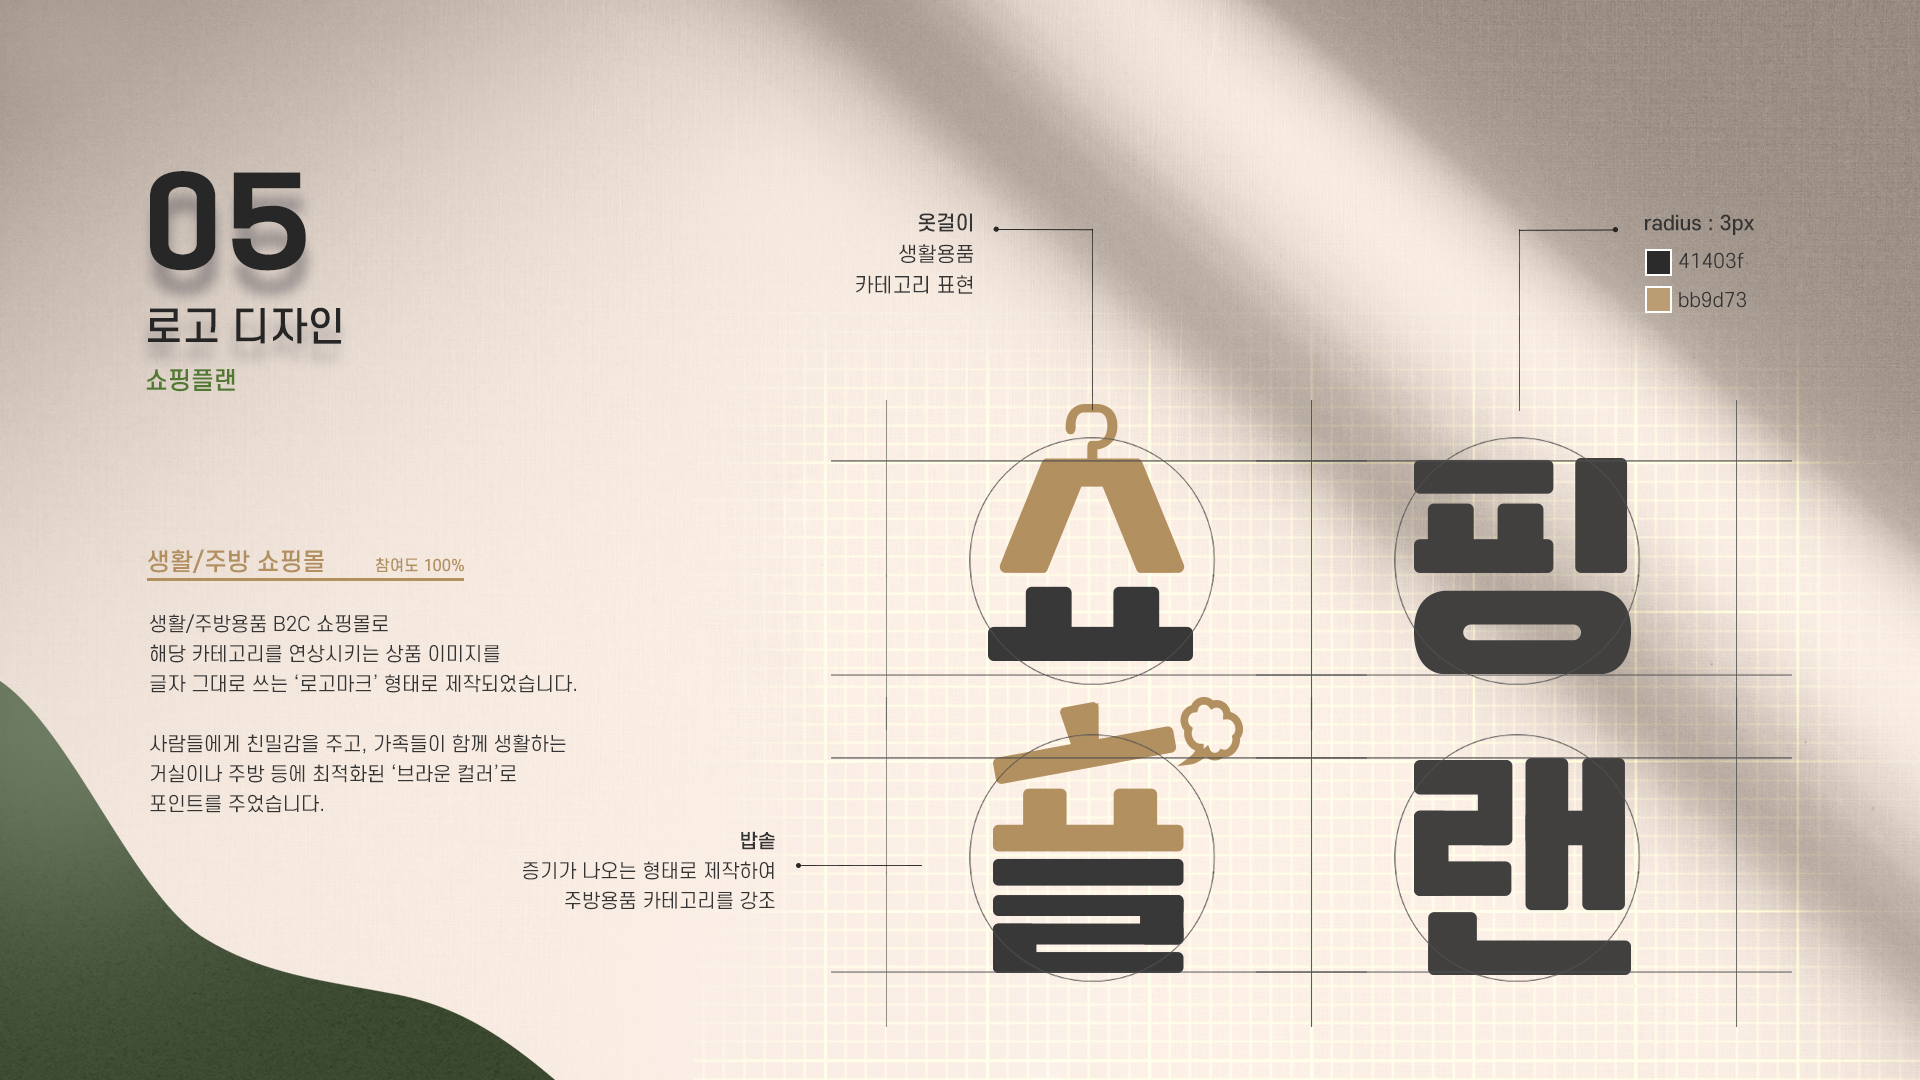 05
로고 디자인
쇼핑플랜
생활/주방 쇼핑몰 참여도 100%
생활/주방용품 B2C 쇼핑몰로
해당 카테고리를 연상시키는 상품 이미지를
글자 그대로 쓰는 ‘로고마크’ 형태로 제작되었습니다.
사람들에게 친밀감을 주고, 가족들이 함께 생활하는
거실이나 주방 등에 최적화된 ‘브라운 컬러’로
포인트를 주었습니다.
옷걸이
생활용품
카테고리 표현
radius : 3px
41403f
bb9d73
쇼핑
플랜
밥솥
증기가 나오는 형태로 제작하여
주방용품 카테고리를 강조